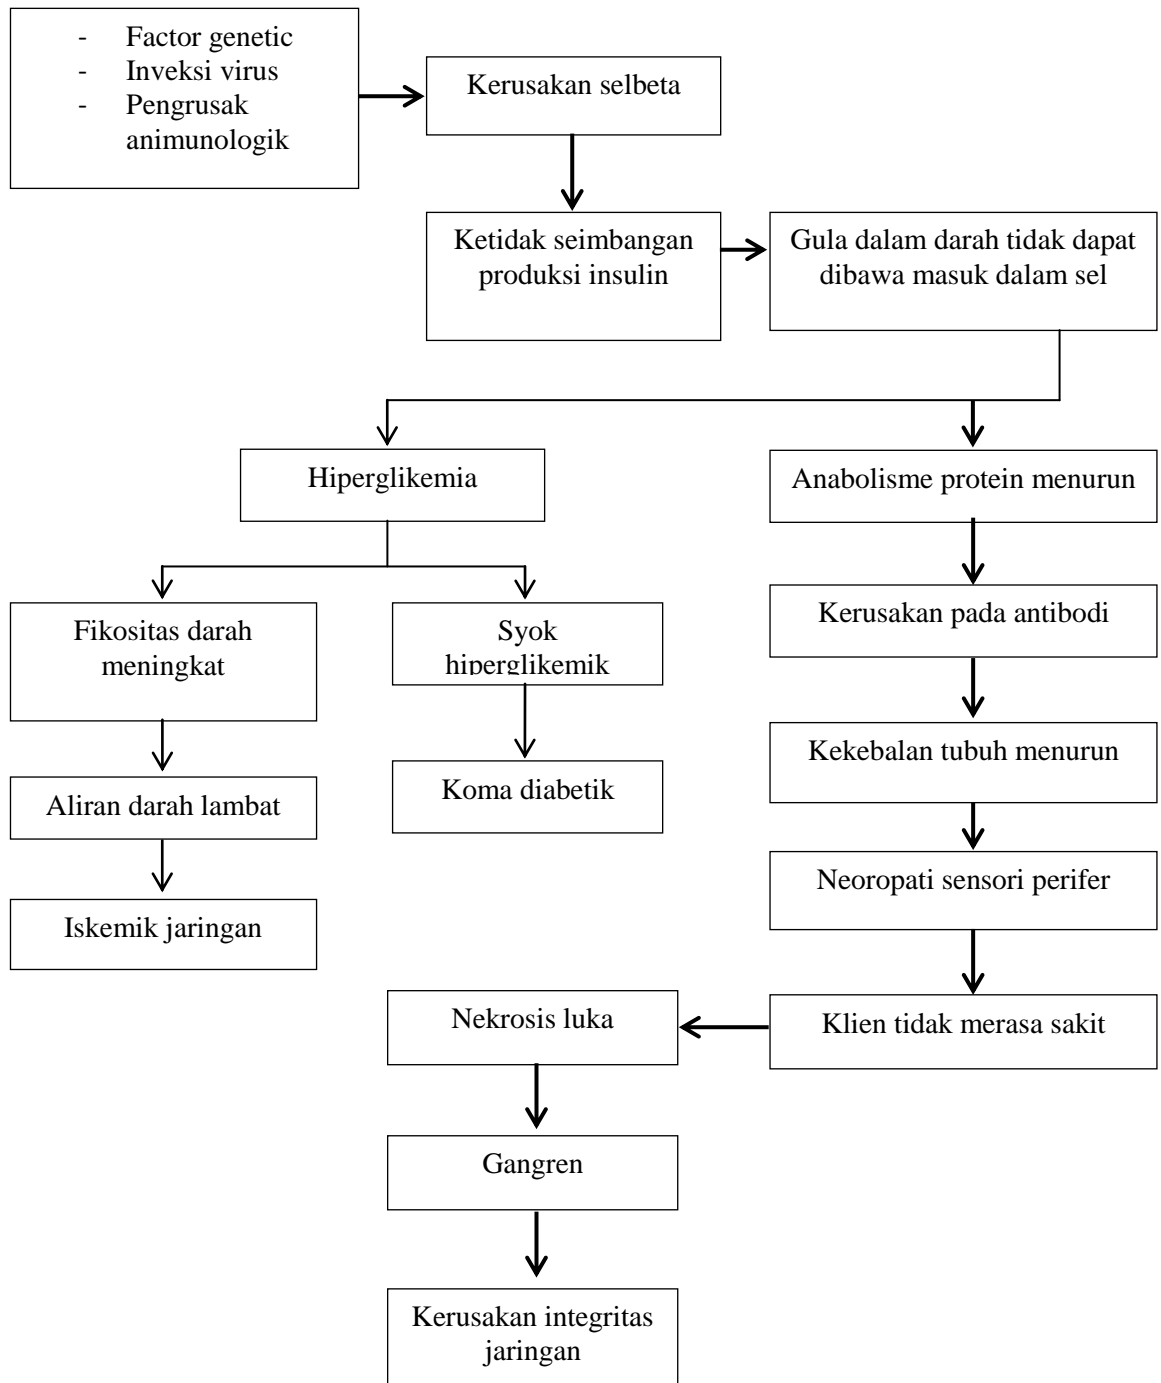 - Factor genetic
- Inveksi virus
- Pengrusak
animunologik
Kerusakan selbeta
Ketidak seimbangan
produksi insulin
Gula dalam darah tidak dapat
dibawa masuk dalam sel
Hiperglikemia
Anabolisme protein menurun
Fikositas darah
meningkat
Syok
hiperglikemik
Kerusakan pada antibodi
Aliran darah lambat
Koma diabetik
Kekebalan tubuh menurun
Iskemik jaringan
Neoropati sensori perifer
Nekrosis luka
Klien tidak merasa sakit
Gangren
Kerusakan integritas
jaringan